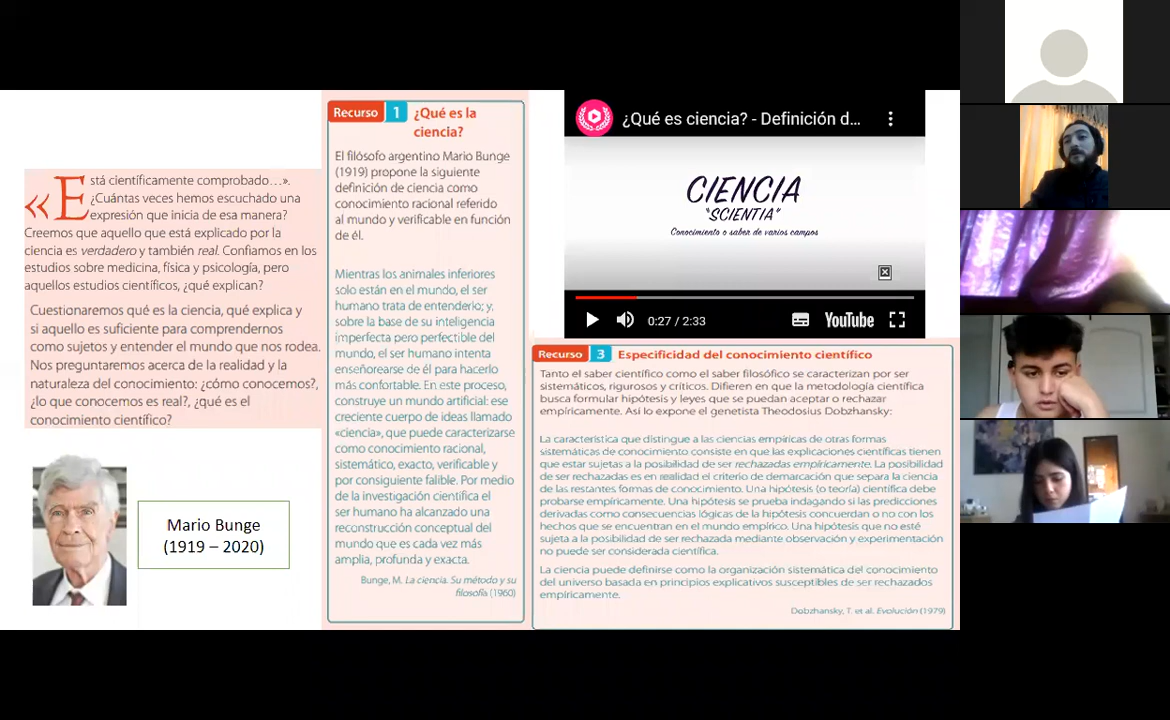 «Está científicamente comprobado…».
¿Cuántas veces hemos escuchado una
expresión que inicia de esa manera?
Creemos que aquello que está explicado por la
ciencia es verdadero y también real. Confiamos en los
estudios sobre medicina, física y psicología, pero
aquellos estudios científicos, ¿qué explican?
Cuestionaremos qué es la ciencia, qué explica y
si aquello es suficiente para comprendernos
como sujetos y entender el mundo que nos rodea.
Nos preguntaremos acerca de la realidad y la
naturaleza del conocimiento: ¿cómo conocemos?,
¿lo que conocemos es real?, ¿qué es el
conocimiento científico?
Mario Bunge
(1919 – 2020)
Recurso 1 ¿Qué es la
ciencia?
El filósofo argentino Mario Bunge
(1919) propone la siguiente
definición de ciencia como
conocimiento racional referido
al mundo y verificable en función
de él.
Mientras los animales inferiores
solo están en el mundo, el ser
humano trata de entenderlo; y,
sobre la base de su inteligencia
imperfecta pero perfectible del
mundo, el ser humano intenta
enseñorearse de él para hacerlo
más confortable. En este proceso,
construye un mundo artificial: ese
creciente cuerpo de ideas llamado
«ciencia», que puede caracterizarse
como conocimiento racional,
sistemático, exacto, verificable y
por consiguiente falible. Por medio
de la investigación científica el
ser humano ha alcanzado una
reconstrucción conceptual del
mundo que es cada vez más
amplia, profunda y exacta.
Bunge, M. La ciencia. Su método y su
filosofía (1960)
¿Qué es ciencia? - Definición d...
CIENCIA
"SCIENTIA"
Conocimiento o saber de varios campos
0:27 / 2:33
YouTube
Recurso 3 Especificidad del conocimiento científico
Tanto el saber científico como el saber filosófico se caracterizan por ser
sistemáticos, rigurosos y críticos. Difieren en que la metodología científica
busca formular hipótesis y leyes que se puedan aceptar o rechazar
empíricamente. Así lo expone el genetista Theodosius Dobzhansky:
La característica que distingue a las ciencias empíricas de otras formas
sistemáticas de conocimiento consiste en que las explicaciones científicas tienen
que estar sujetas a la posibilidad de ser rechazadas empíricamente. La posibilidad
de ser rechazadas es en realidad el criterio de demarcación que separa la ciencia
de las restantes formas de conocimiento. Una hipótesis (o teoría) científica debe
probarse empíricamente. Una hipótesis se prueba indagando si las predicciones
derivadas como consecuencias lógicas de la hipótesis concuerdan o no con los
hechos que se encuentran en el mundo empírico. Una hipótesis que no esté
sujeta a la posibilidad de ser rechazada mediante observación y experimentación
no puede ser considerada científica.
La ciencia puede definirse como la organización sistemática del conocimiento
del universo basada en principios explicativos susceptibles de ser rechazados
empíricamente.
Dobzhansky, T. et al. Evolución (1979)